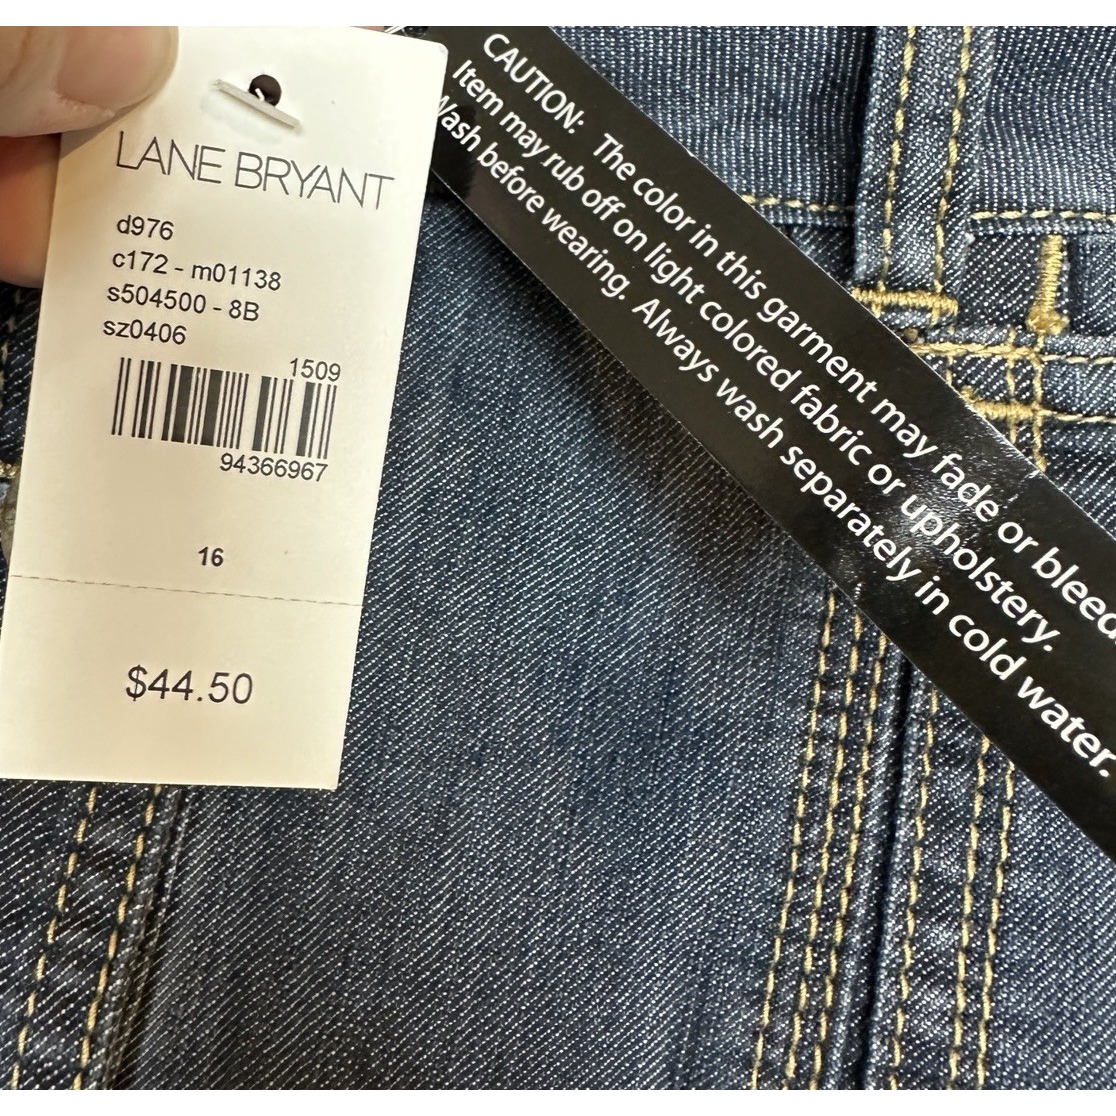 LANE BRYANT
d976
c172 - m01138
s504500 - 8B
sz0406
1509
94366967
16
$44.50
CAUTION: The color in this garment may fade or bleed.
Item may rub off on light colored fabric or upholstery.
Wash before wearing. Always wash separately in cold water.